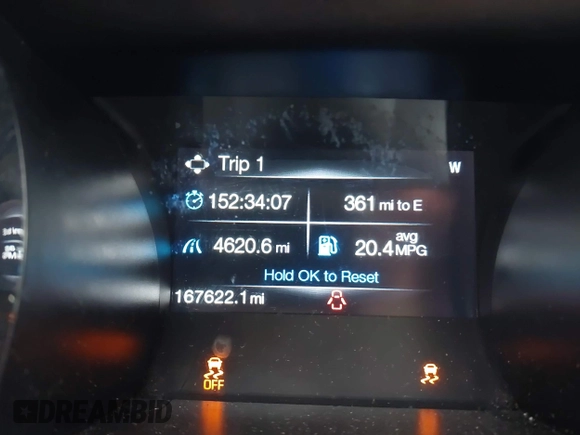 Trip 1
W
152:34:07
361 mi to E
4620.6 mi
20.4 avg MPG
Hold OK to Reset
167622.1 mi
OFF
DREAMBID